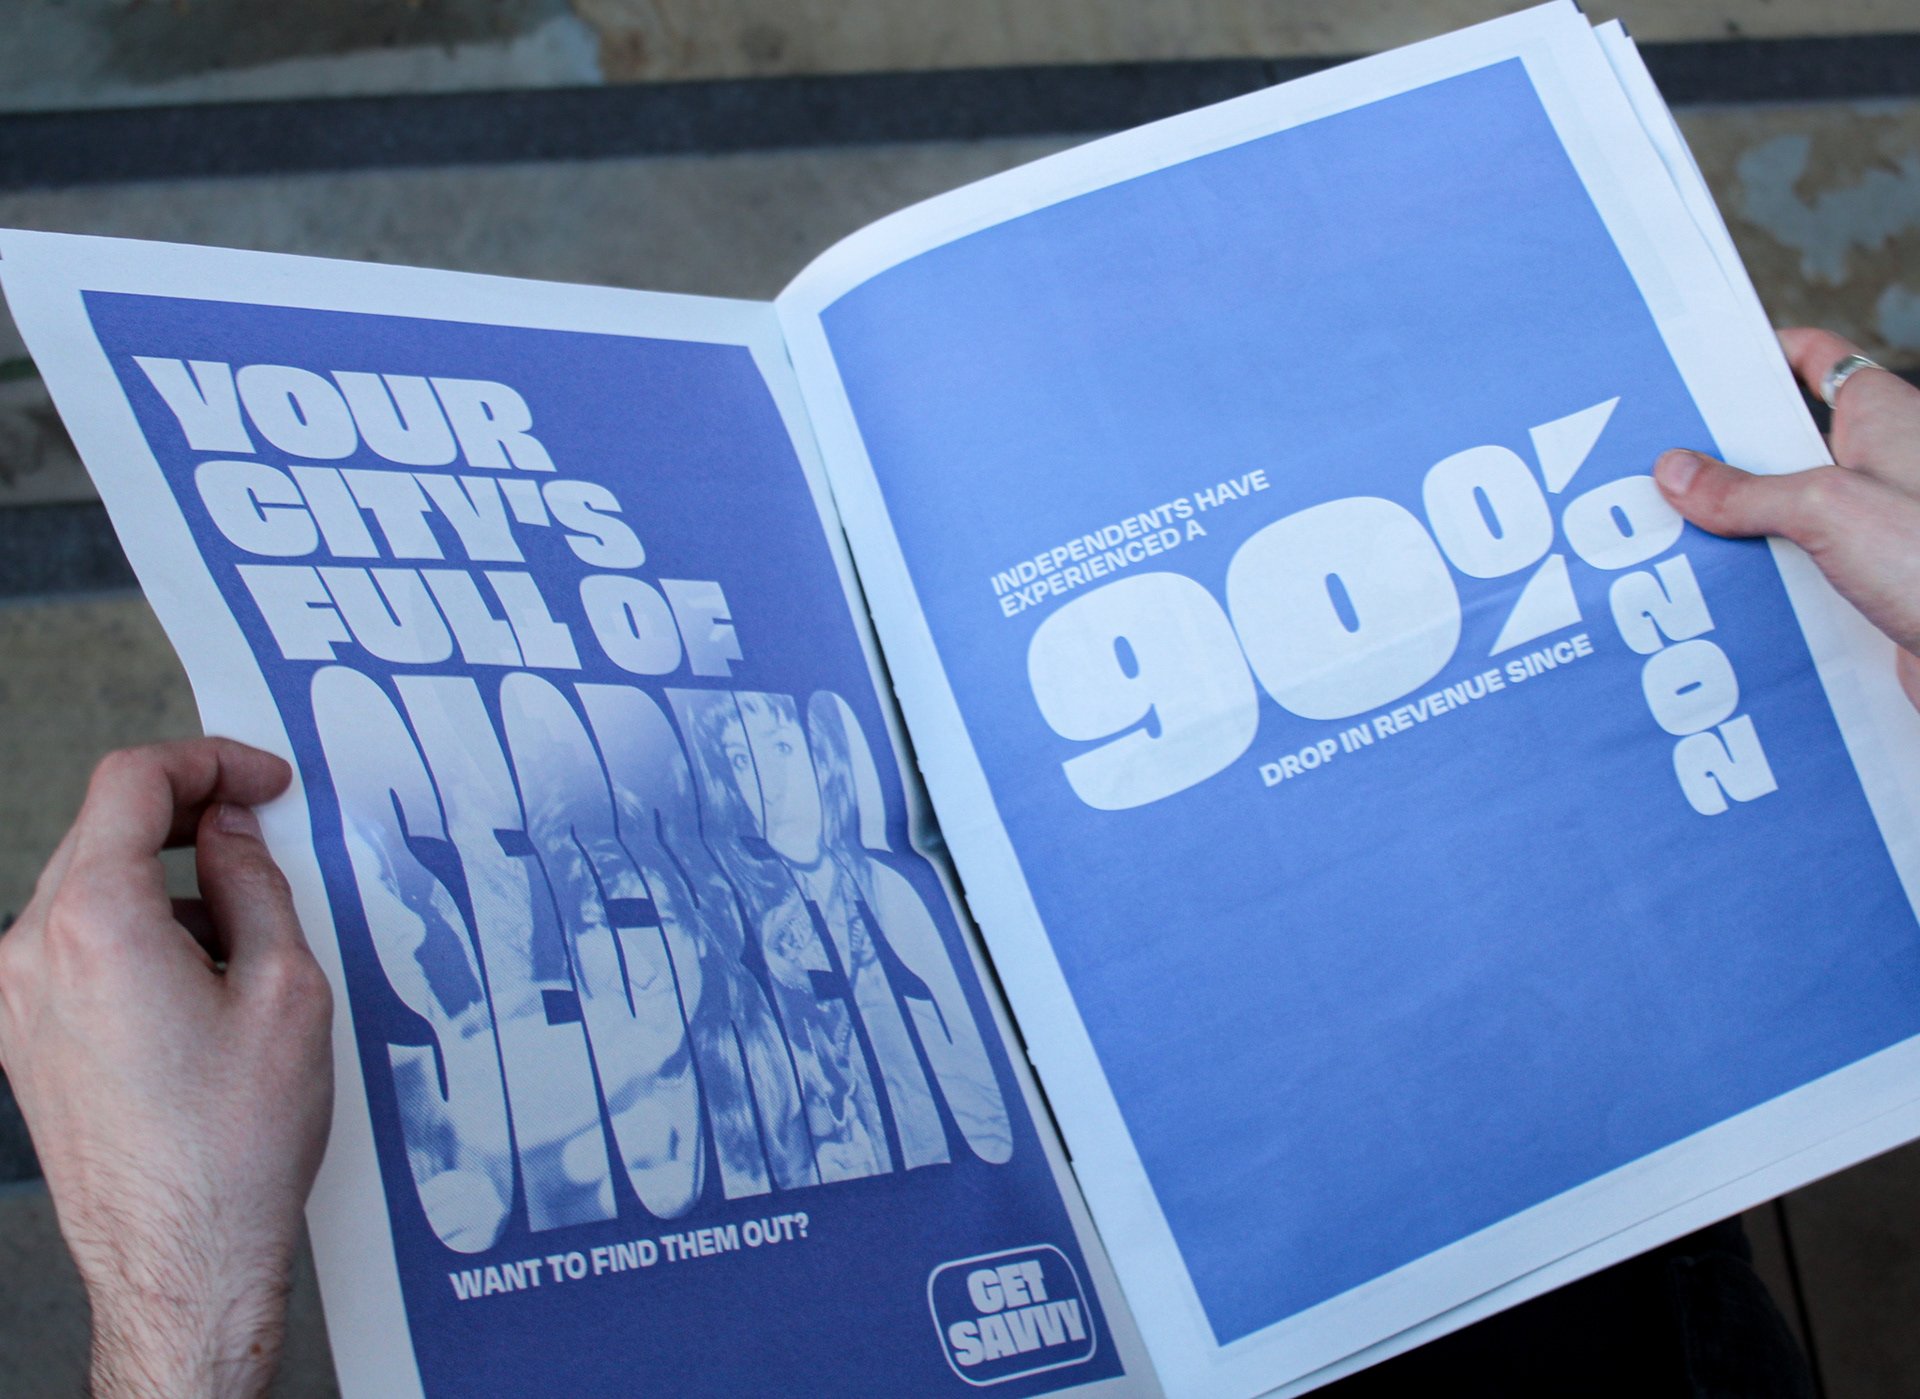 YOUR
CITY'S
FULL OF
SECRETS
WANT TO FIND THEM OUT?
GET
SAVVY
INDEPENDENTS HAVE
EXPERIENCED A
90%
DROP IN REVENUE SINCE
2020